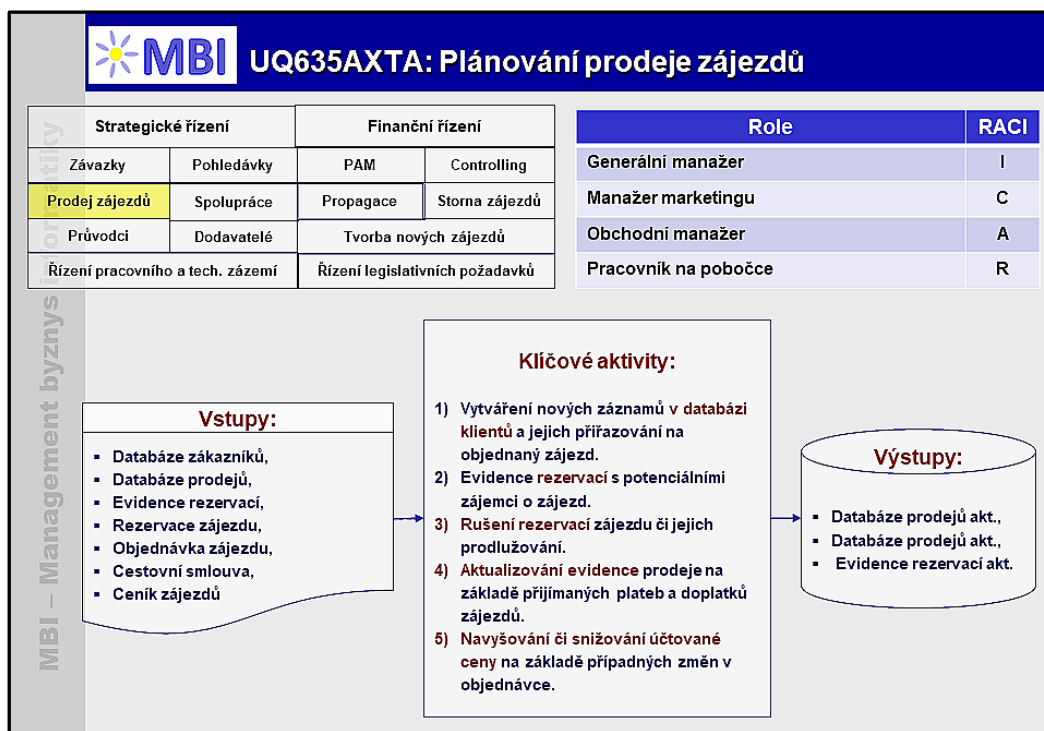 MBI
UQ635AXTA: Plánování prodeje zájezdů
MBI – Management byznys informatiky
Strategické řízení Finanční řízení
Závazky Pohledávky PAM Controlling
Prodej zájezdů Spolupráce Propagace Storna zájezdů
Průvodci Dodavatelé Tvorba nových zájezdů
Řízení pracovního a tech. zázemí Řízení legislativních požadavků
Role RACI
Generální manažer I
Manažer marketingu C
Obchodní manažer A
Pracovník na pobočce R
Vstupy:
▪ Databáze zákazníků,
▪ Databáze prodejů,
▪ Evidence rezervací,
▪ Rezervace zájezdu,
▪ Objednávka zájezdu,
▪ Cestovní smlouva,
▪ Ceník zájezdů
Klíčové aktivity:
1) Vytváření nových záznamů v databázi
klientů a jejich přiřazování na
objednaný zájezd.
2) Evidence rezervací s potenciálními
zájemci o zájezd.
3) Rušení rezervací zájezdu či jejich
prodlužování.
4) Aktualizování evidence prodeje na
základě přijímaných plateb a doplatků
zájezdů.
5) Navyšování či snižování účtované
ceny na základě případných změn v
objednávce.
Výstupy:
▪ Databáze prodejů akt.,
▪ Databáze prodejů akt.,
▪ Evidence rezervací akt.